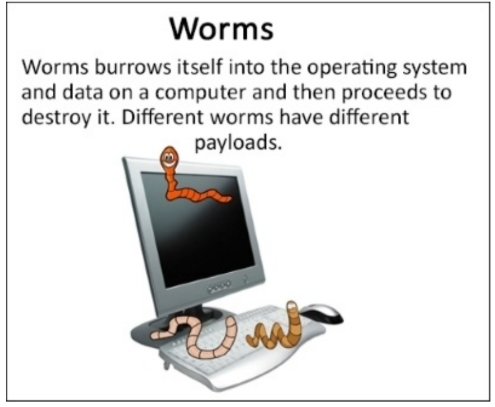 Worms
Worms burrows itself into the operating system
and data on a computer and then proceeds to
destroy it. Different worms have different
payloads.